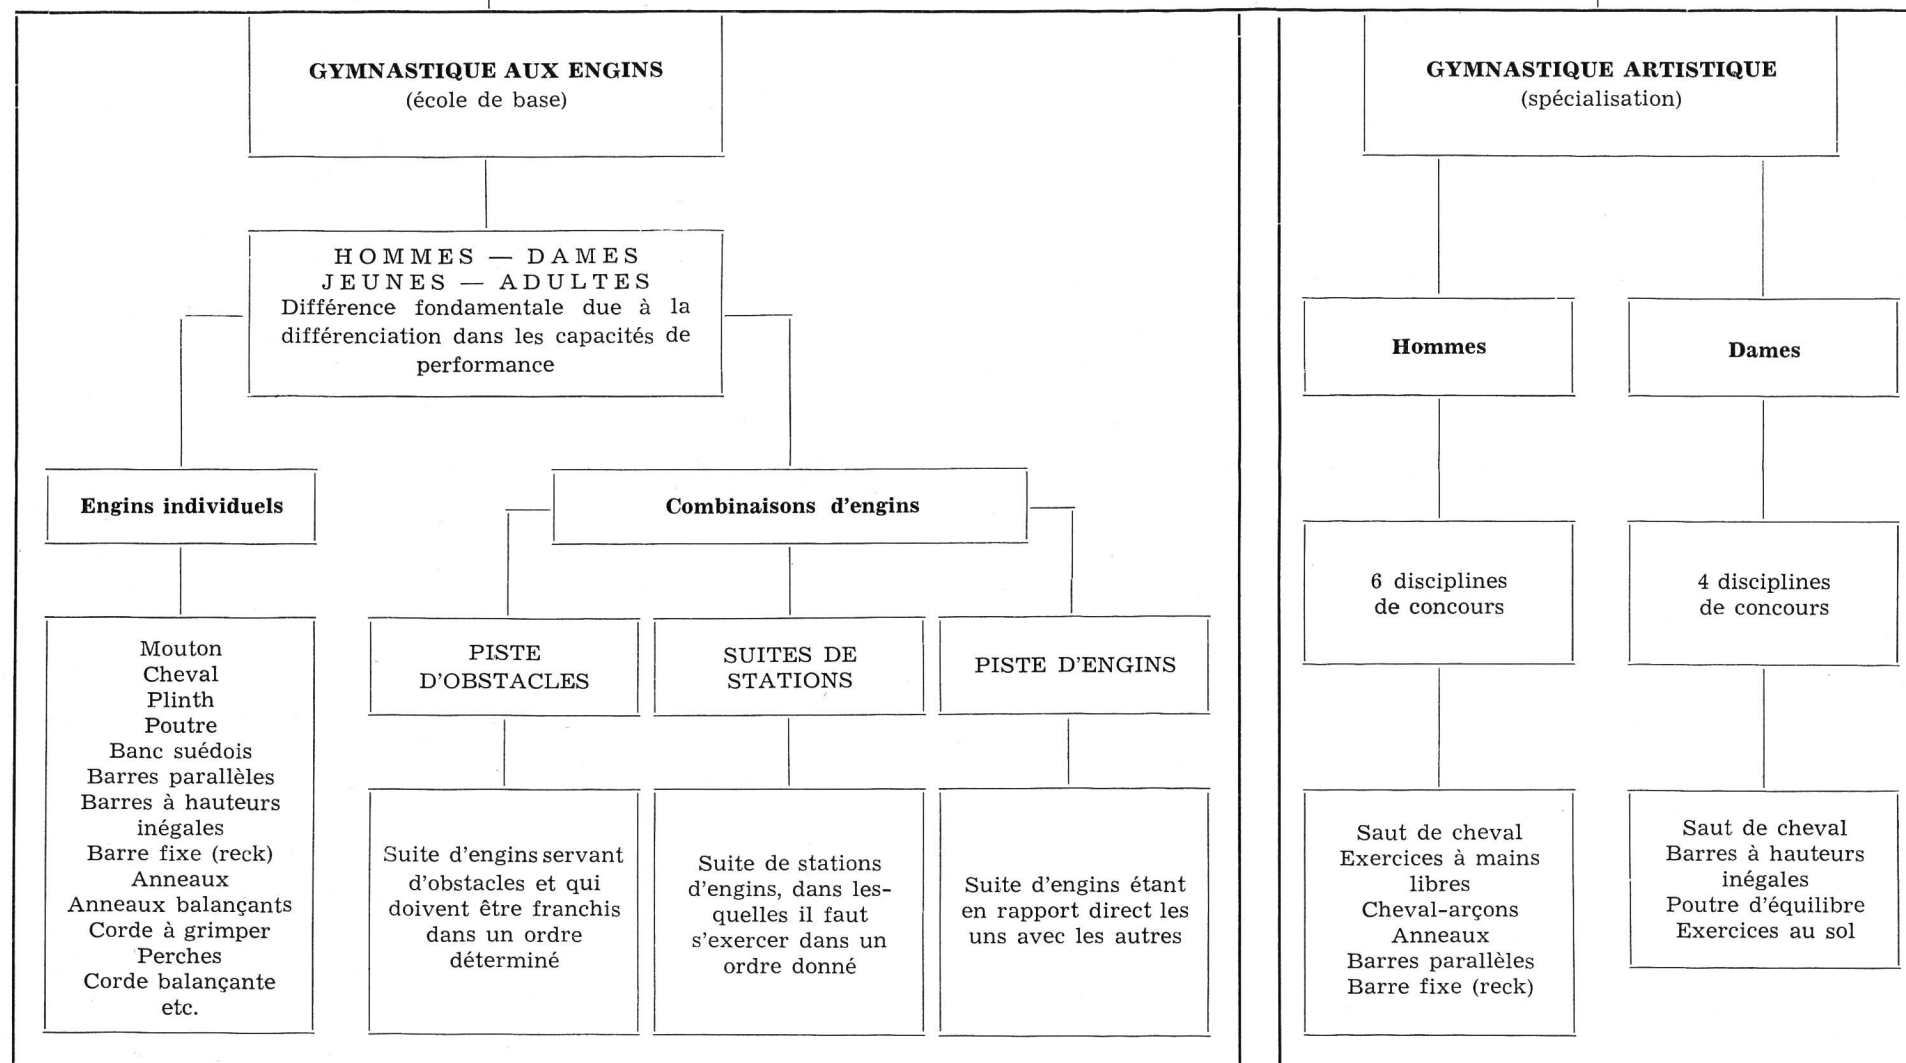 GYMNASTIQUE AUX ENGINS
(école de base)
HOMMES — DAMES
JEUNES — ADULTES
Différence fondamentale due à la
différenciation dans les capacités de
performance
Engins individuels
Combinaisons d'engins
Mouton
Cheval
Plinth
Poutre
Banc suédois
Barres parallèles
Barres à hauteurs
inégales
Barre fixe (reck)
Anneaux
Anneaux balançants
Corde à grimper
Perches
Corde balançante
etc.
PISTE
D'OBSTACLES
Suite d'engins servant
d'obstacles et qui
doivent être franchis
dans un ordre
déterminé
SUITES DE
STATIONS
Suite de stations
d'engins, dans les-
quelles il faut
s'exercer dans un
ordre donné
PISTE D'ENGINS
Suite d'engins étant
en rapport direct les
uns avec les autres
GYMNASTIQUE ARTISTIQUE
(spécialisation)
Hommes
6 disciplines
de concours
Saut de cheval
Exercices à mains
libres
Cheval-arçons
Anneaux
Barres parallèles
Barre fixe (reck)
Dames
4 disciplines
de concours
Saut de cheval
Barres à hauteurs
inégales
Poutre d'équilibre
Exercices au sol